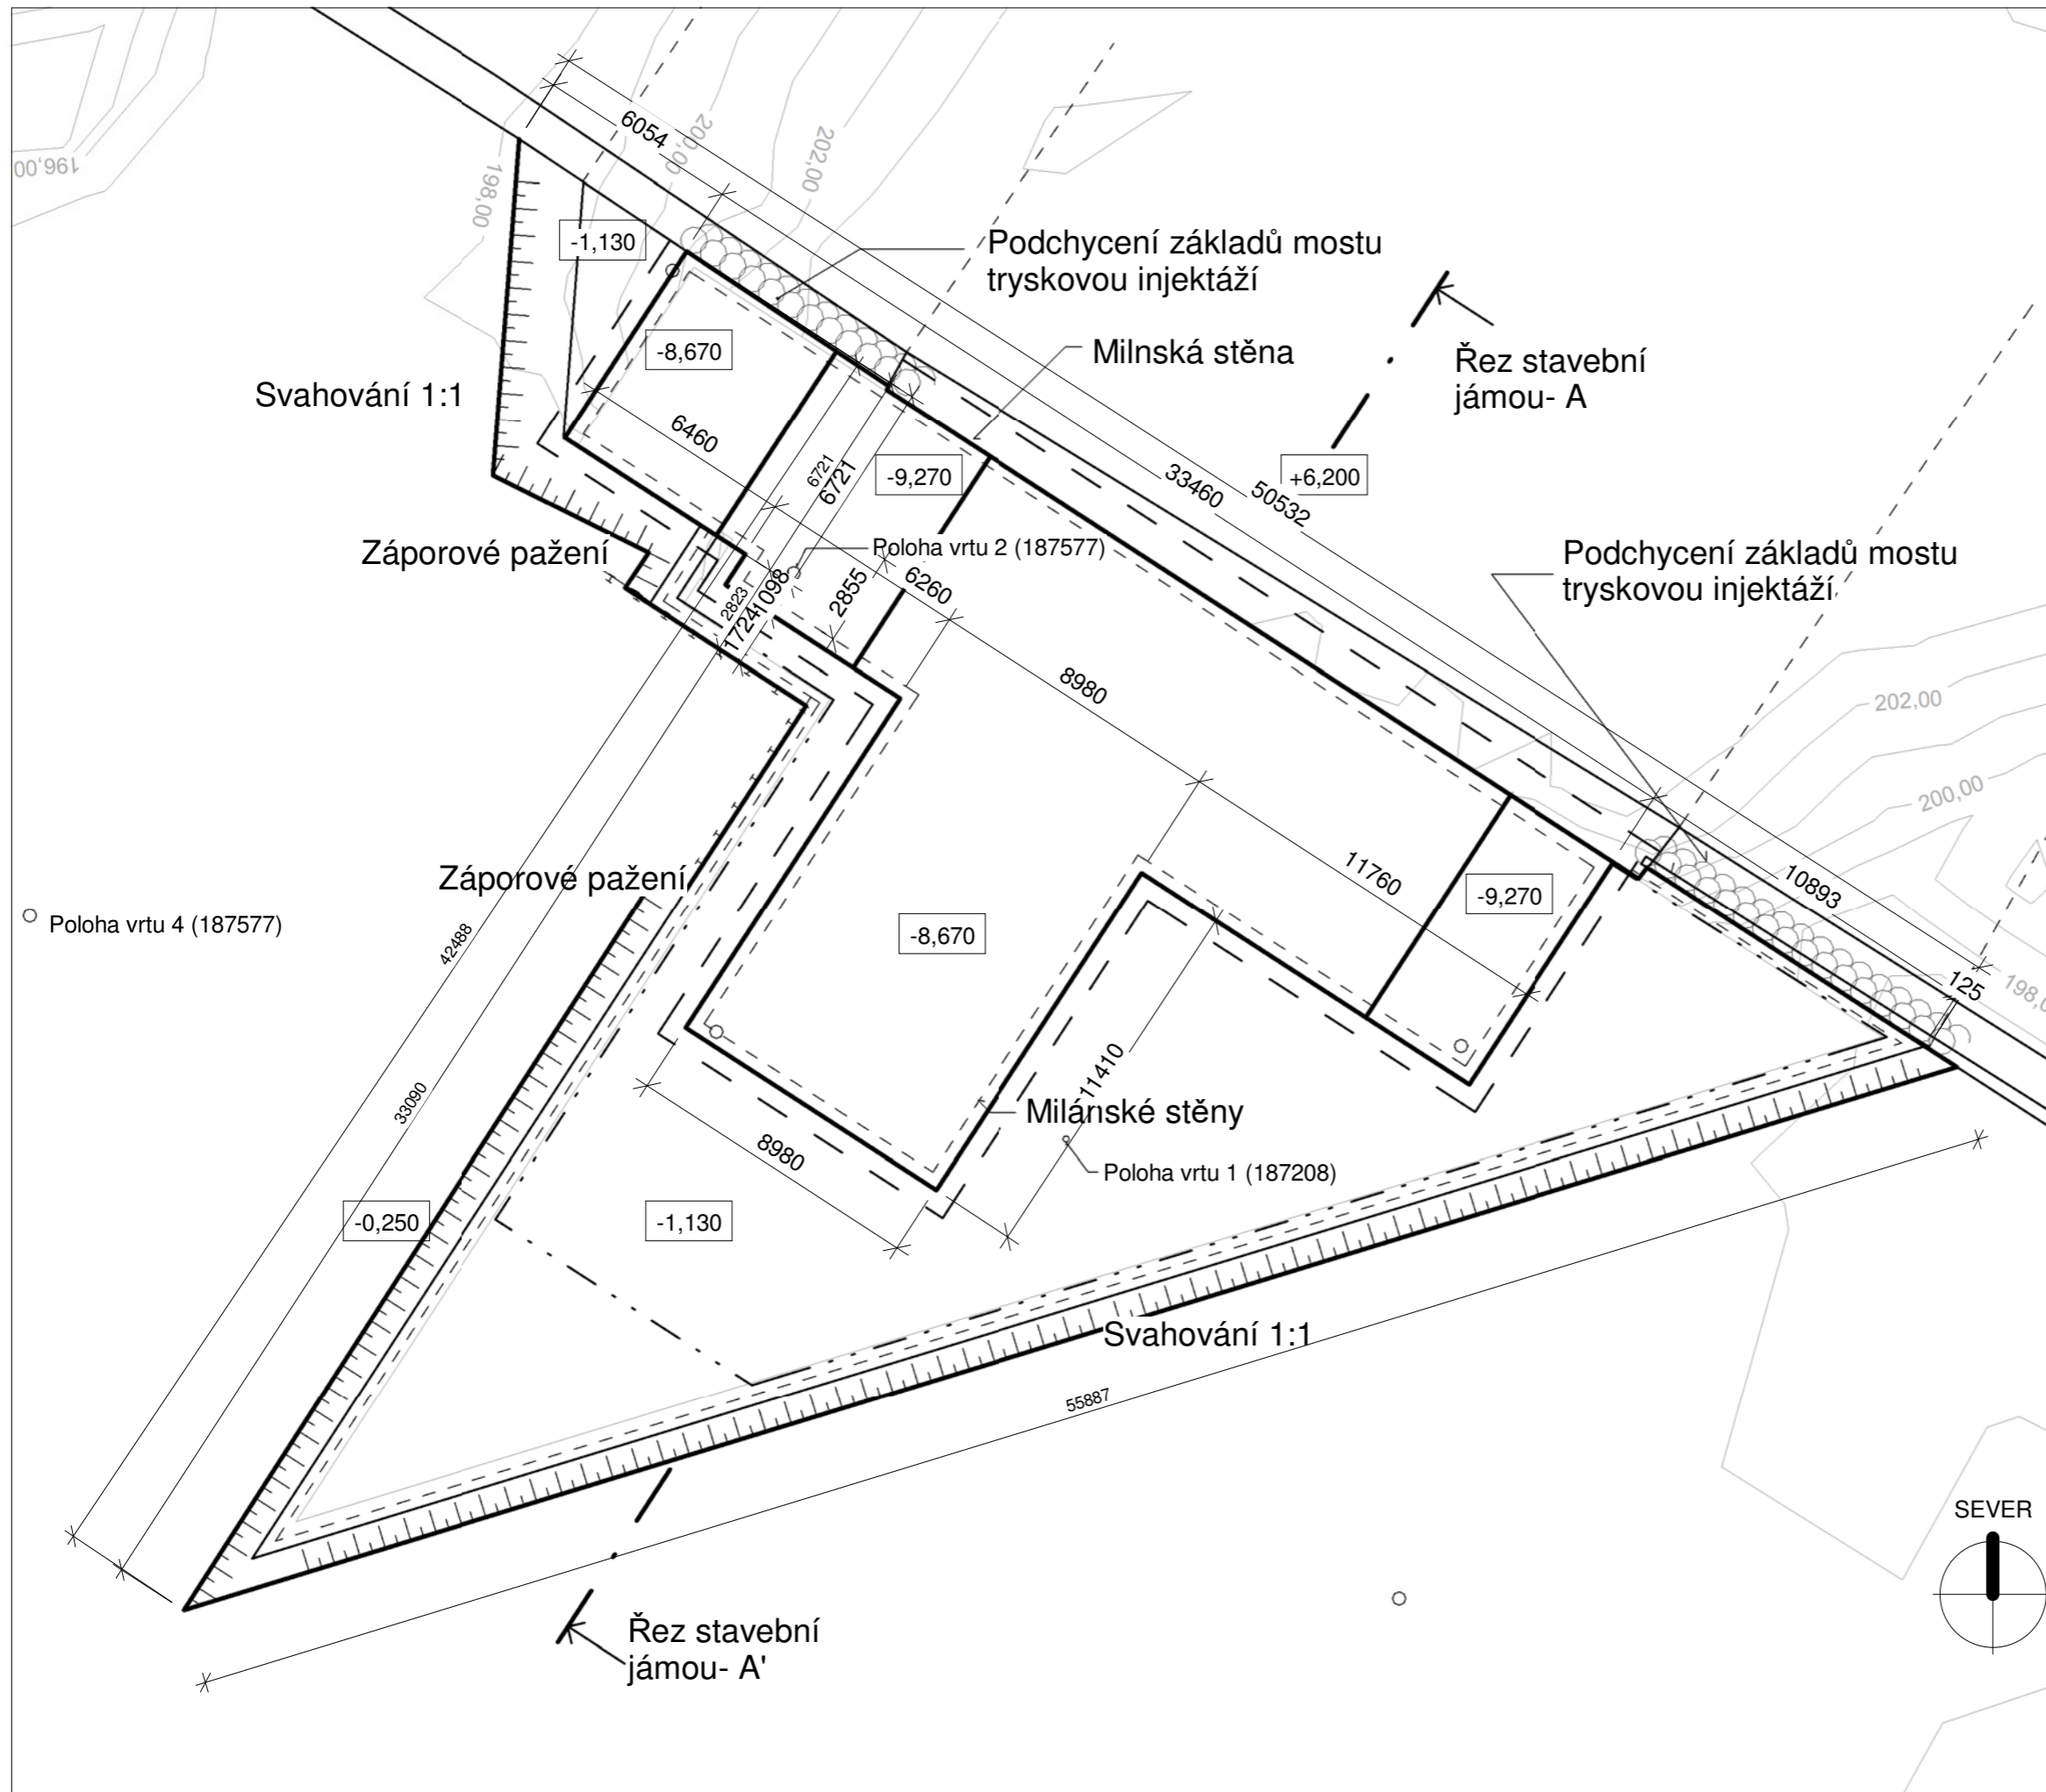 6054
200,00
202,00
196,00
198,00
-1,130
Podchycení základů mostu
tryskovou injektáží
-8,670
Milnská stěna
Řez stavební
jámou- A
Svahování 1:1
6460
6721
6721
-9,270
33460
50532
+6,200
Záporové pažení
Poloha vrtu 2 (187577)
Podchycení základů mostu
tryskovou injektáží
2823
1724
1098
2855
6260
8980
202,00
200,00
Záporové pažení
11760
-9,270
10893
Poloha vrtu 4 (187577)
42488
-8,670
125
33090
11410
Milánské stěny
8980
Poloha vrtu 1 (187208)
-0,250
-1,130
Svahování 1:1
55887
SEVER
Řez stavební
jámou- A'